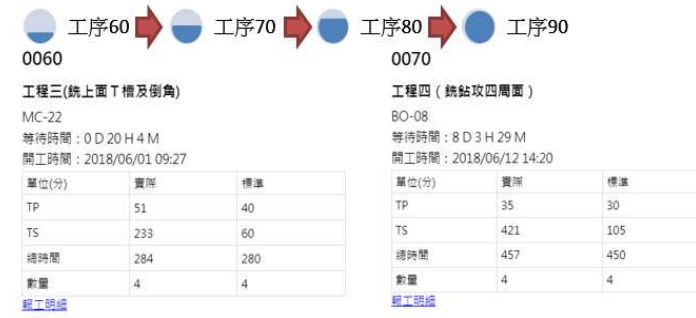 工序60 工序70 工序80 工序90
0060
工程三(銑上面T槽及倒角)
MC-22
等待時間：0 D 20 H 4 M
開工時間：2018/06/01 09:27
單位(分) 實際 標準
TP 51 40
TS 233 60
總時間 284 280
數量 4 4
報工明細
0070
工程四（銑鉆攻四周面）
BO-08
等待時間：8 D 3 H 29 M
開工時間：2018/06/12 14:20
單位(分) 實際 標準
TP 35 30
TS 421 105
總時間 457 450
數量 4 4
報工明細